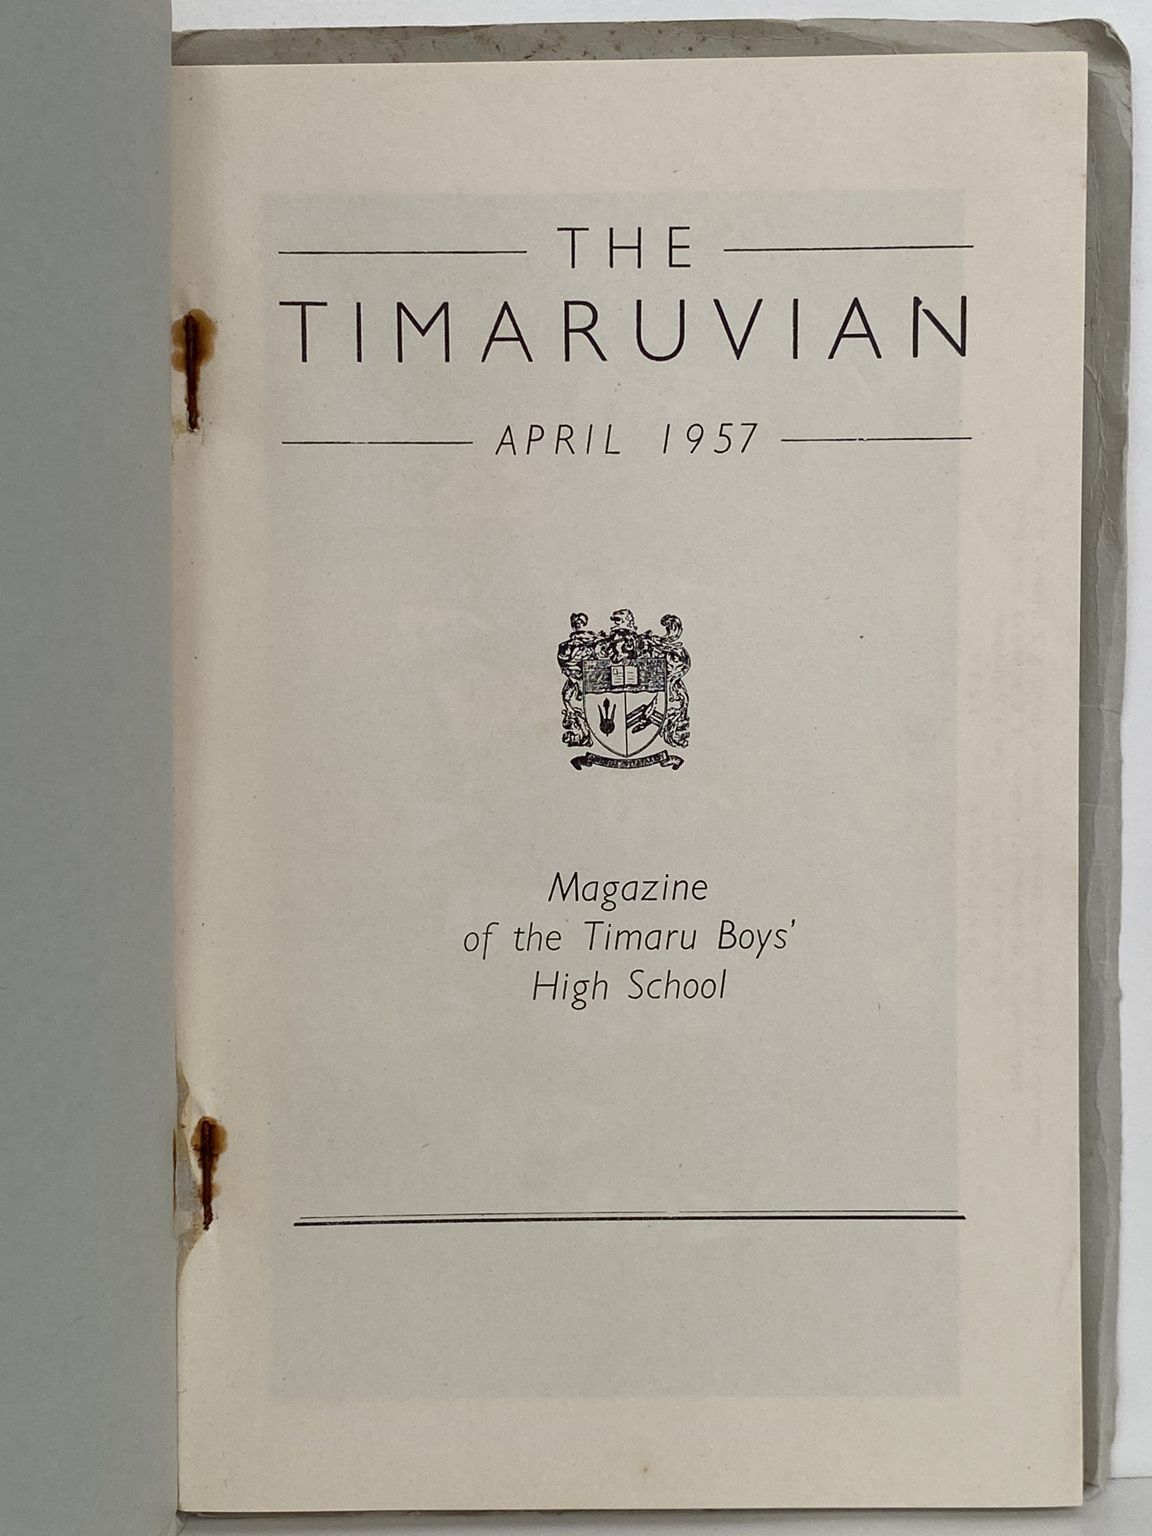 THE
TIMARUVIAN
APRIL 1957
Magazine
of the Timaru Boys'
High School